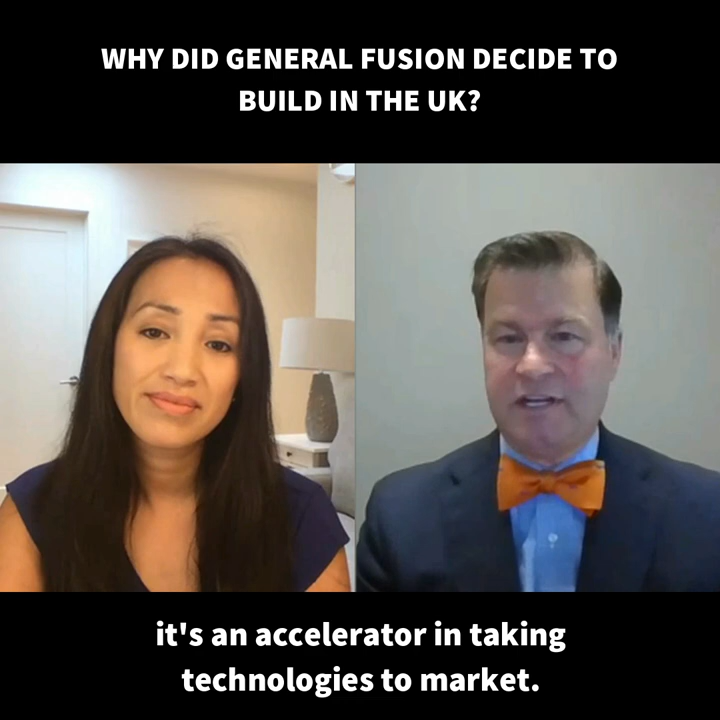 WHY DID GENERAL FUSION DECIDE TO
BUILD IN THE UK?
it's an accelerator in taking
technologies to market.